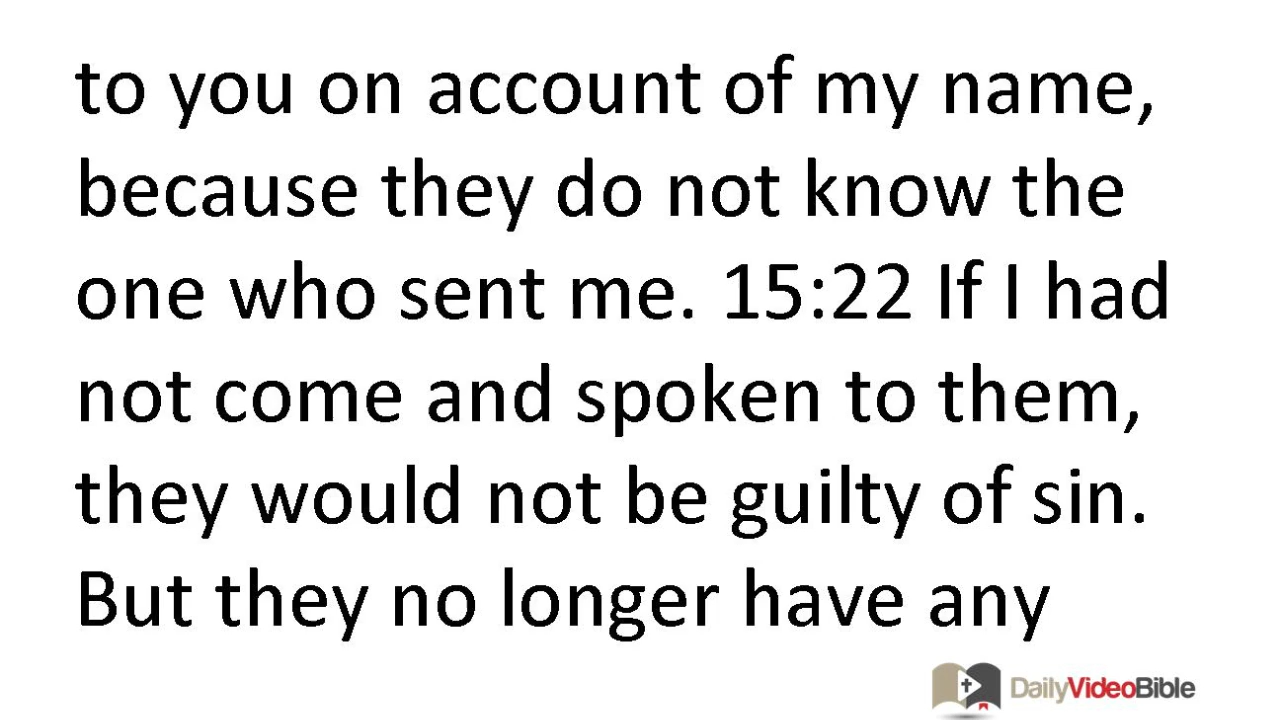 to you on account of my name,
because they do not know the
one who sent me. 15:22 If I had
not come and spoken to them,
they would not be guilty of sin.
But they no longer have any
DailyVideoBible